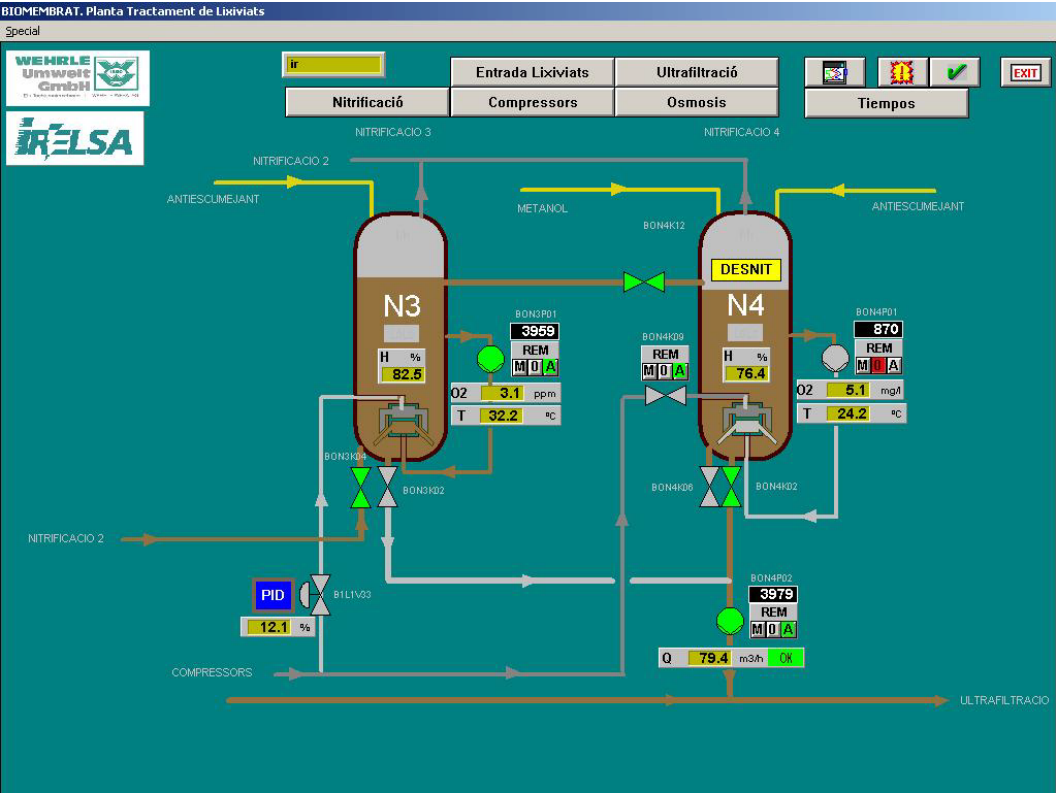 BIOMEMBRAT. Planta Tractament de Lixiviats
Special
WEHRLE
Umwelt
GmbH
IRELSA
ir
Entrada Lixiviats
Ultrafiltració
EXIT
Nitrificació
Compressors
Osmosis
Tiempos
NITRIFICACIO 3
NITRIFICACIO 4
NITRIFICACIO 2
ANTIESCUMEJANT
METANOL
ANTIESCUMEJANT
BON4K12
DESNIT
N3
N4
BON3P01
3959
REM
M 0 A
BON4P01
870
REM
M 0 A
BON4K09
REM
M 0 A
H %
82.5
H %
76.4
O2 3.1 ppm
T 32.2 ºC
O2 5.1 mg/l
T 24.2 ºC
BON3K04
BON3K02
BON4K06
BON4K02
NITRIFICACIO 2
PID
B1L1V33
12.1 %
BON4P02
3979
REM
M 0 A
Q 79.4 m3/h OK
COMPRESSORS
ULTRAFILTRACIO